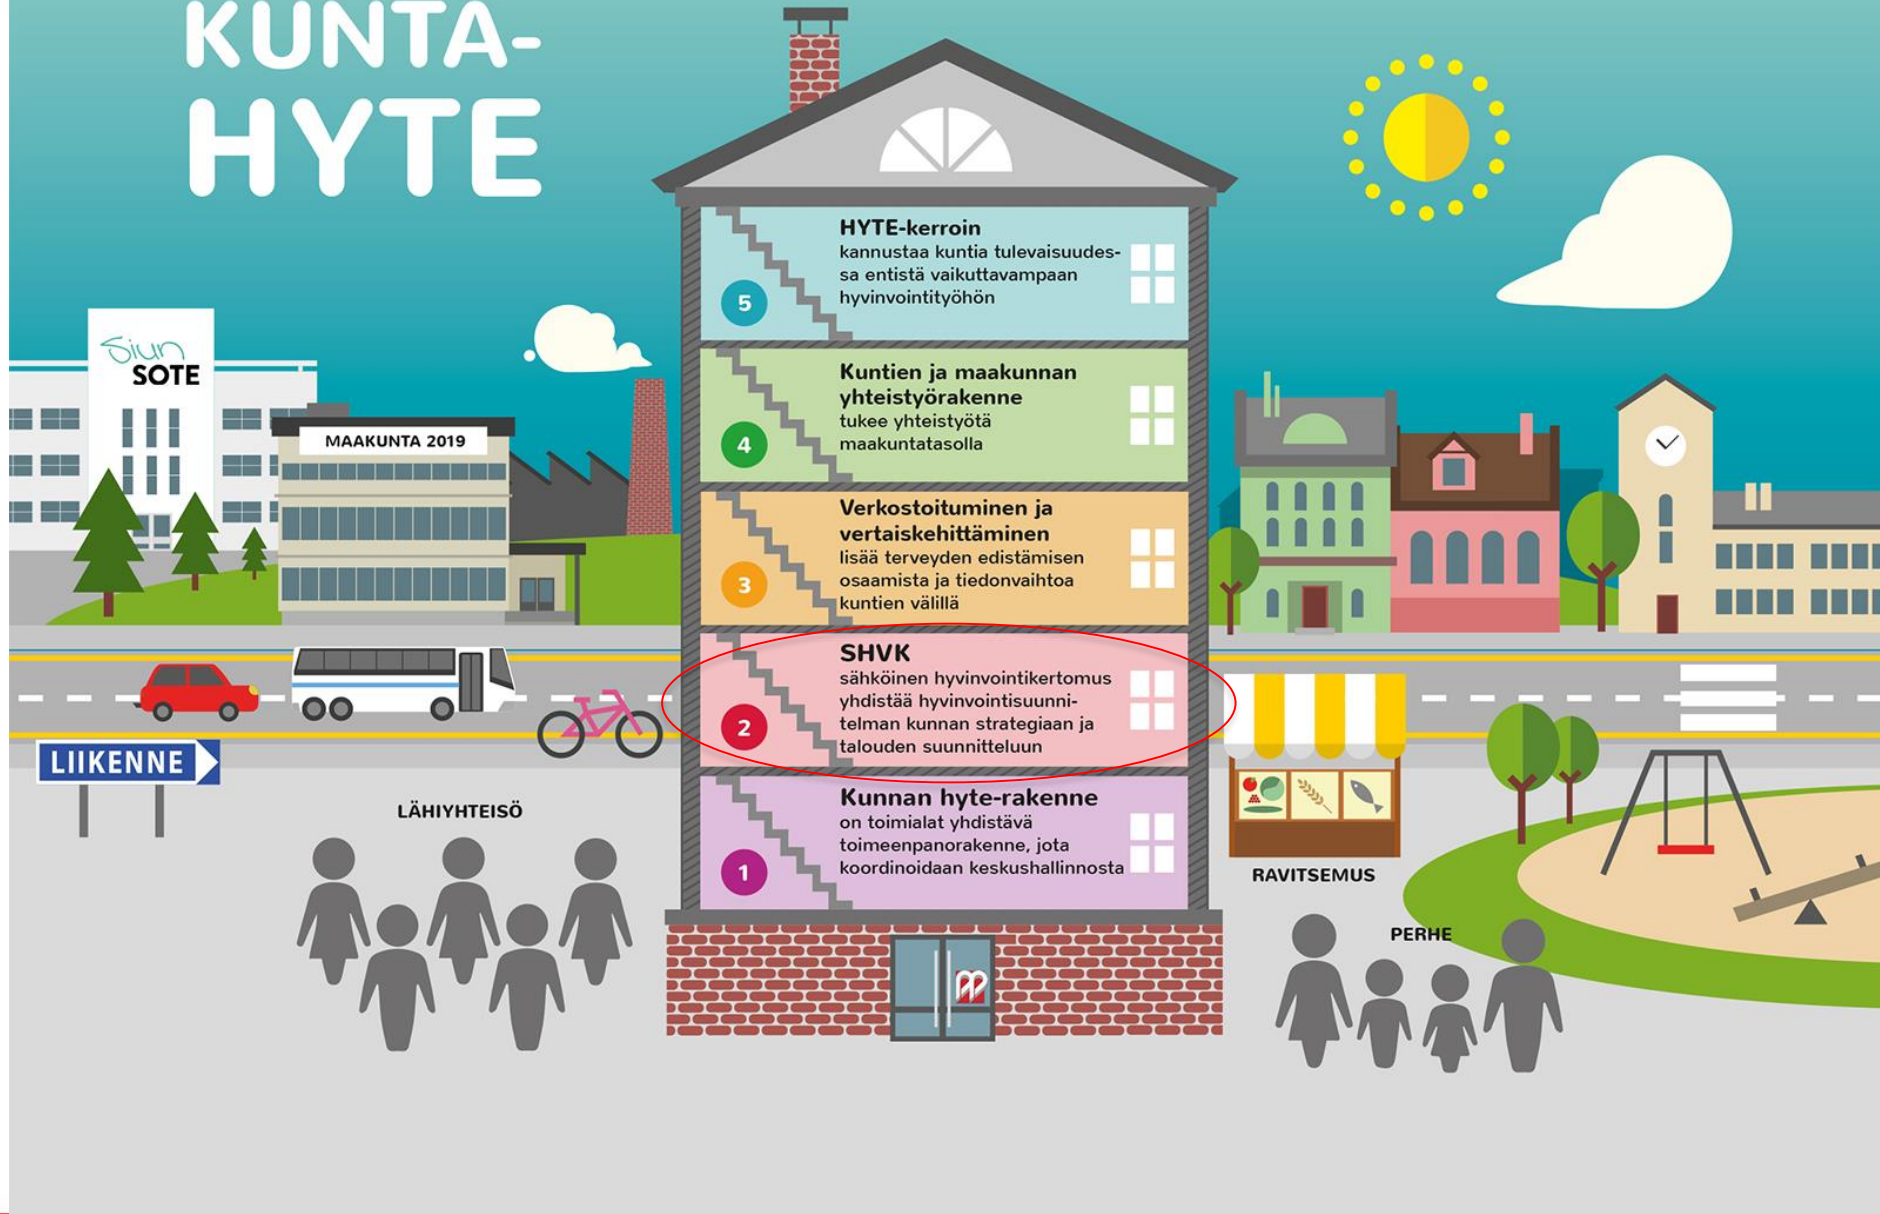 KUNTA-
HYTE
HYTE-kerroin
kannustaa kuntia tulevaisuudes-
sa entistä vaikuttavampaan
hyvinvointityöhön
5
Kuntien ja maakunnan
yhteistyörakenne
tukee yhteistyötä
maakuntatasolla
4
Verkostoituminen ja
vertaiskehittäminen
lisää terveyden edistämisen
osaamista ja tiedonvaihtoa
kuntien välillä
3
SHVK
sähköinen hyvinvointikertomus
yhdistää hyvinvointisuunni-
telman kunnan strategiaan ja
talouden suunnitteluun
2
Kunnan hyte-rakenne
on toimialat yhdistävä
toimeenpanorakenne, jota
koordinoidaan keskushallinnosta
1
Siun
SOTE
MAAKUNTA 2019
LIIKENNE
LÄHIYHTEISÖ
RAVITSEMUS
PERHE